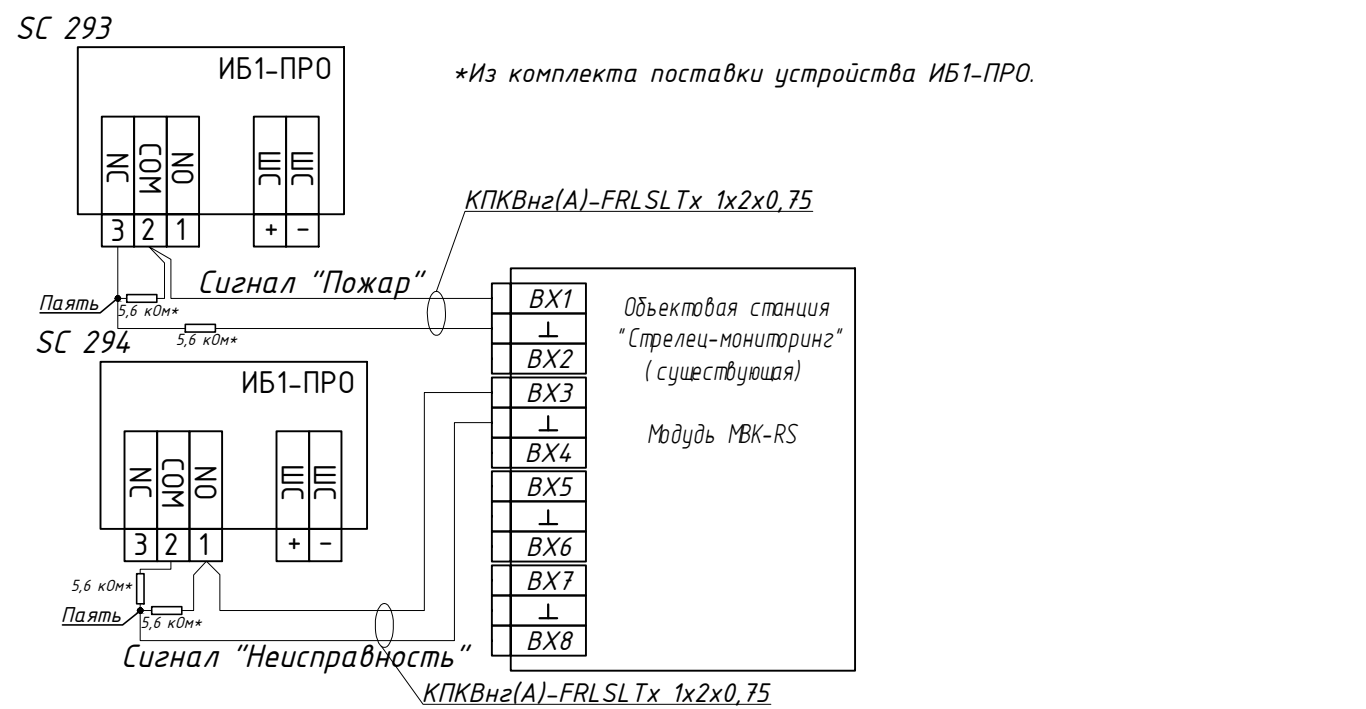 SC 293
ИБ1-ПРО
*Из комплекта поставки устройства ИБ1-ПРО.
NC
COM
NO
ШС
ШС
3
2
1
+
-
КПКВнг(А)-FRLSLTx 1x2x0,75
Сигнал "Пожар"
Паять
5,6 кОм*
5,6 кОм*
SC 294
ИБ1-ПРО
NC
COM
NO
ШС
ШС
3
2
1
+
-
5,6 кОм*
Паять
5,6 кОм*
Сигнал "Неисправность"
КПКВнг(А)-FRLSLTx 1x2x0,75
ВХ1
⊥
ВХ2
ВХ3
⊥
ВХ4
ВХ5
⊥
ВХ6
ВХ7
⊥
ВХ8
Объектовая станция
"Стрелец-мониторинг"
(существующая)
Модудь МВК-RS